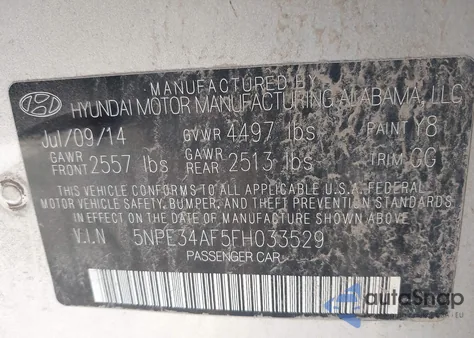 MANUFACTURED BY
HYUNDAI MOTOR MANUFACTURING ALABAMA, LLC
Jul/09/14 GVWR 4497 lbs PAINT Y8
GAWR FRONT 2557 lbs GAWR REAR 2513 lbs TRIM GG
THIS VEHICLE CONFORMS TO ALL APPLICABLE U.S.A. FEDERAL
MOTOR VEHICLE SAFETY, BUMPER, AND THEFT PREVENTION STANDARDS
IN EFFECT ON THE DATE OF MANUFACTURE SHOWN ABOVE.
V.I.N 5NPE34AF5FH033529
PASSENGER CAR
autoSnap
.EU